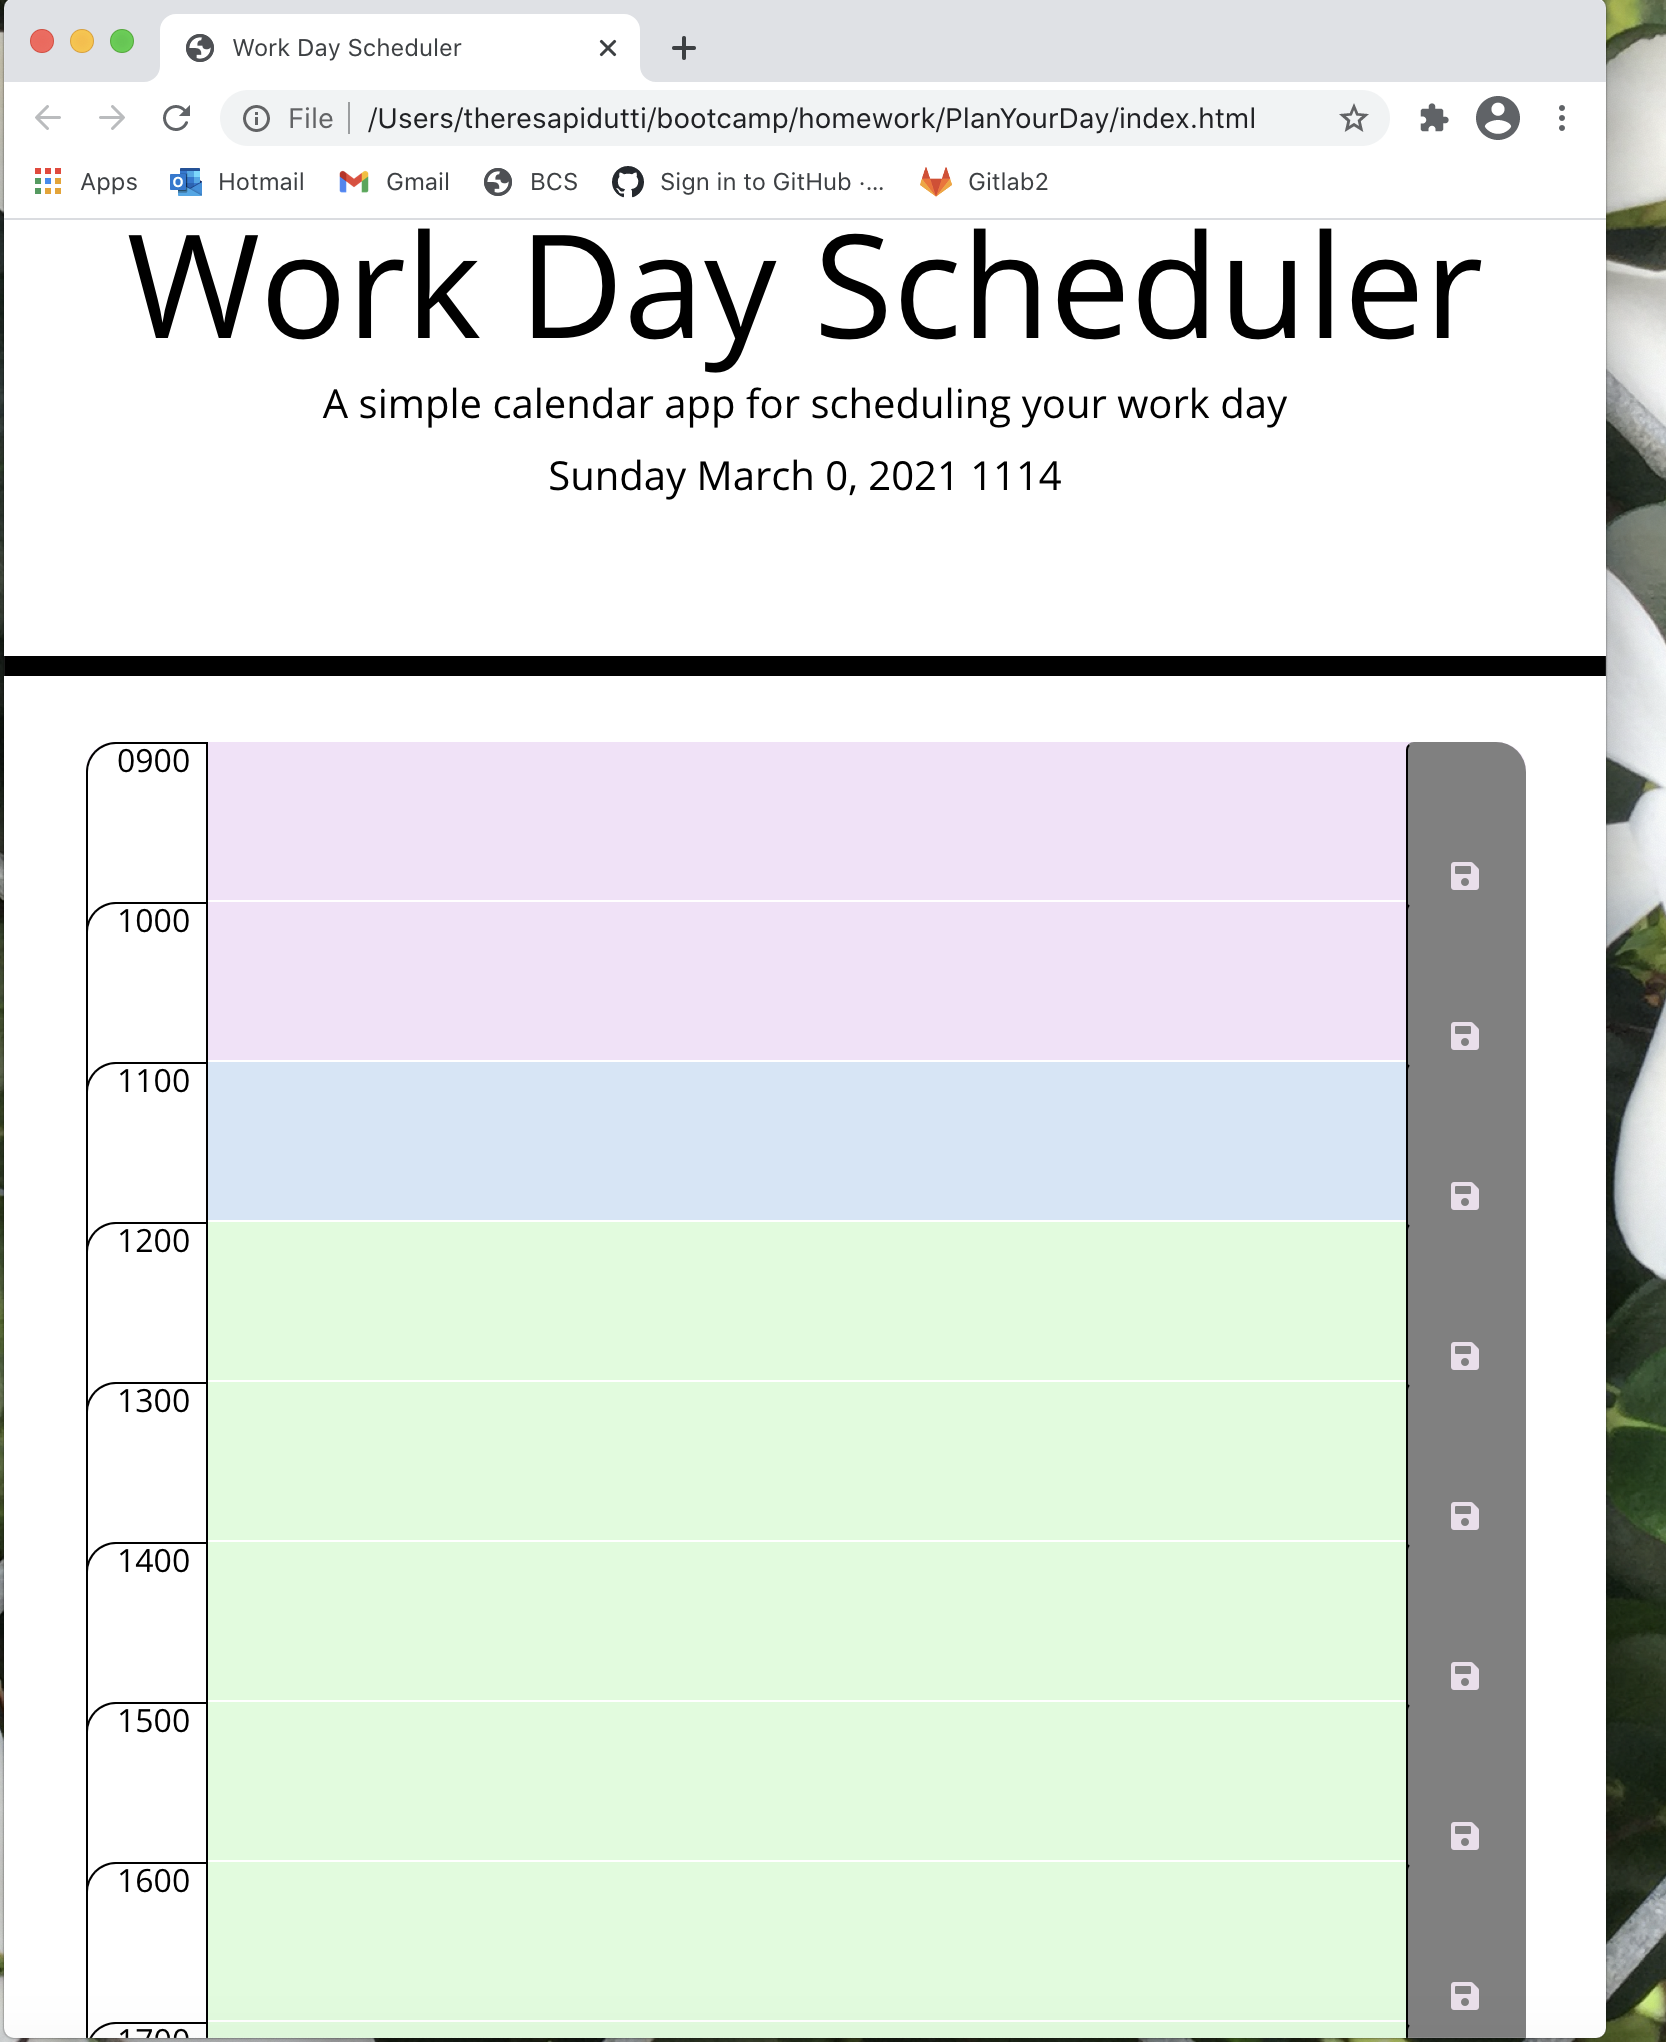 Work Day Scheduler
File /Users/theresapidutti/bootcamp/homework/PlanYourDay/index.html
Apps Hotmail Gmail BCS Sign in to GitHub ·... Gitlab2
Work Day Scheduler
A simple calendar app for scheduling your work day
Sunday March 0, 2021 1114
0900
1000
1100
1200
1300
1400
1500
1600
1700